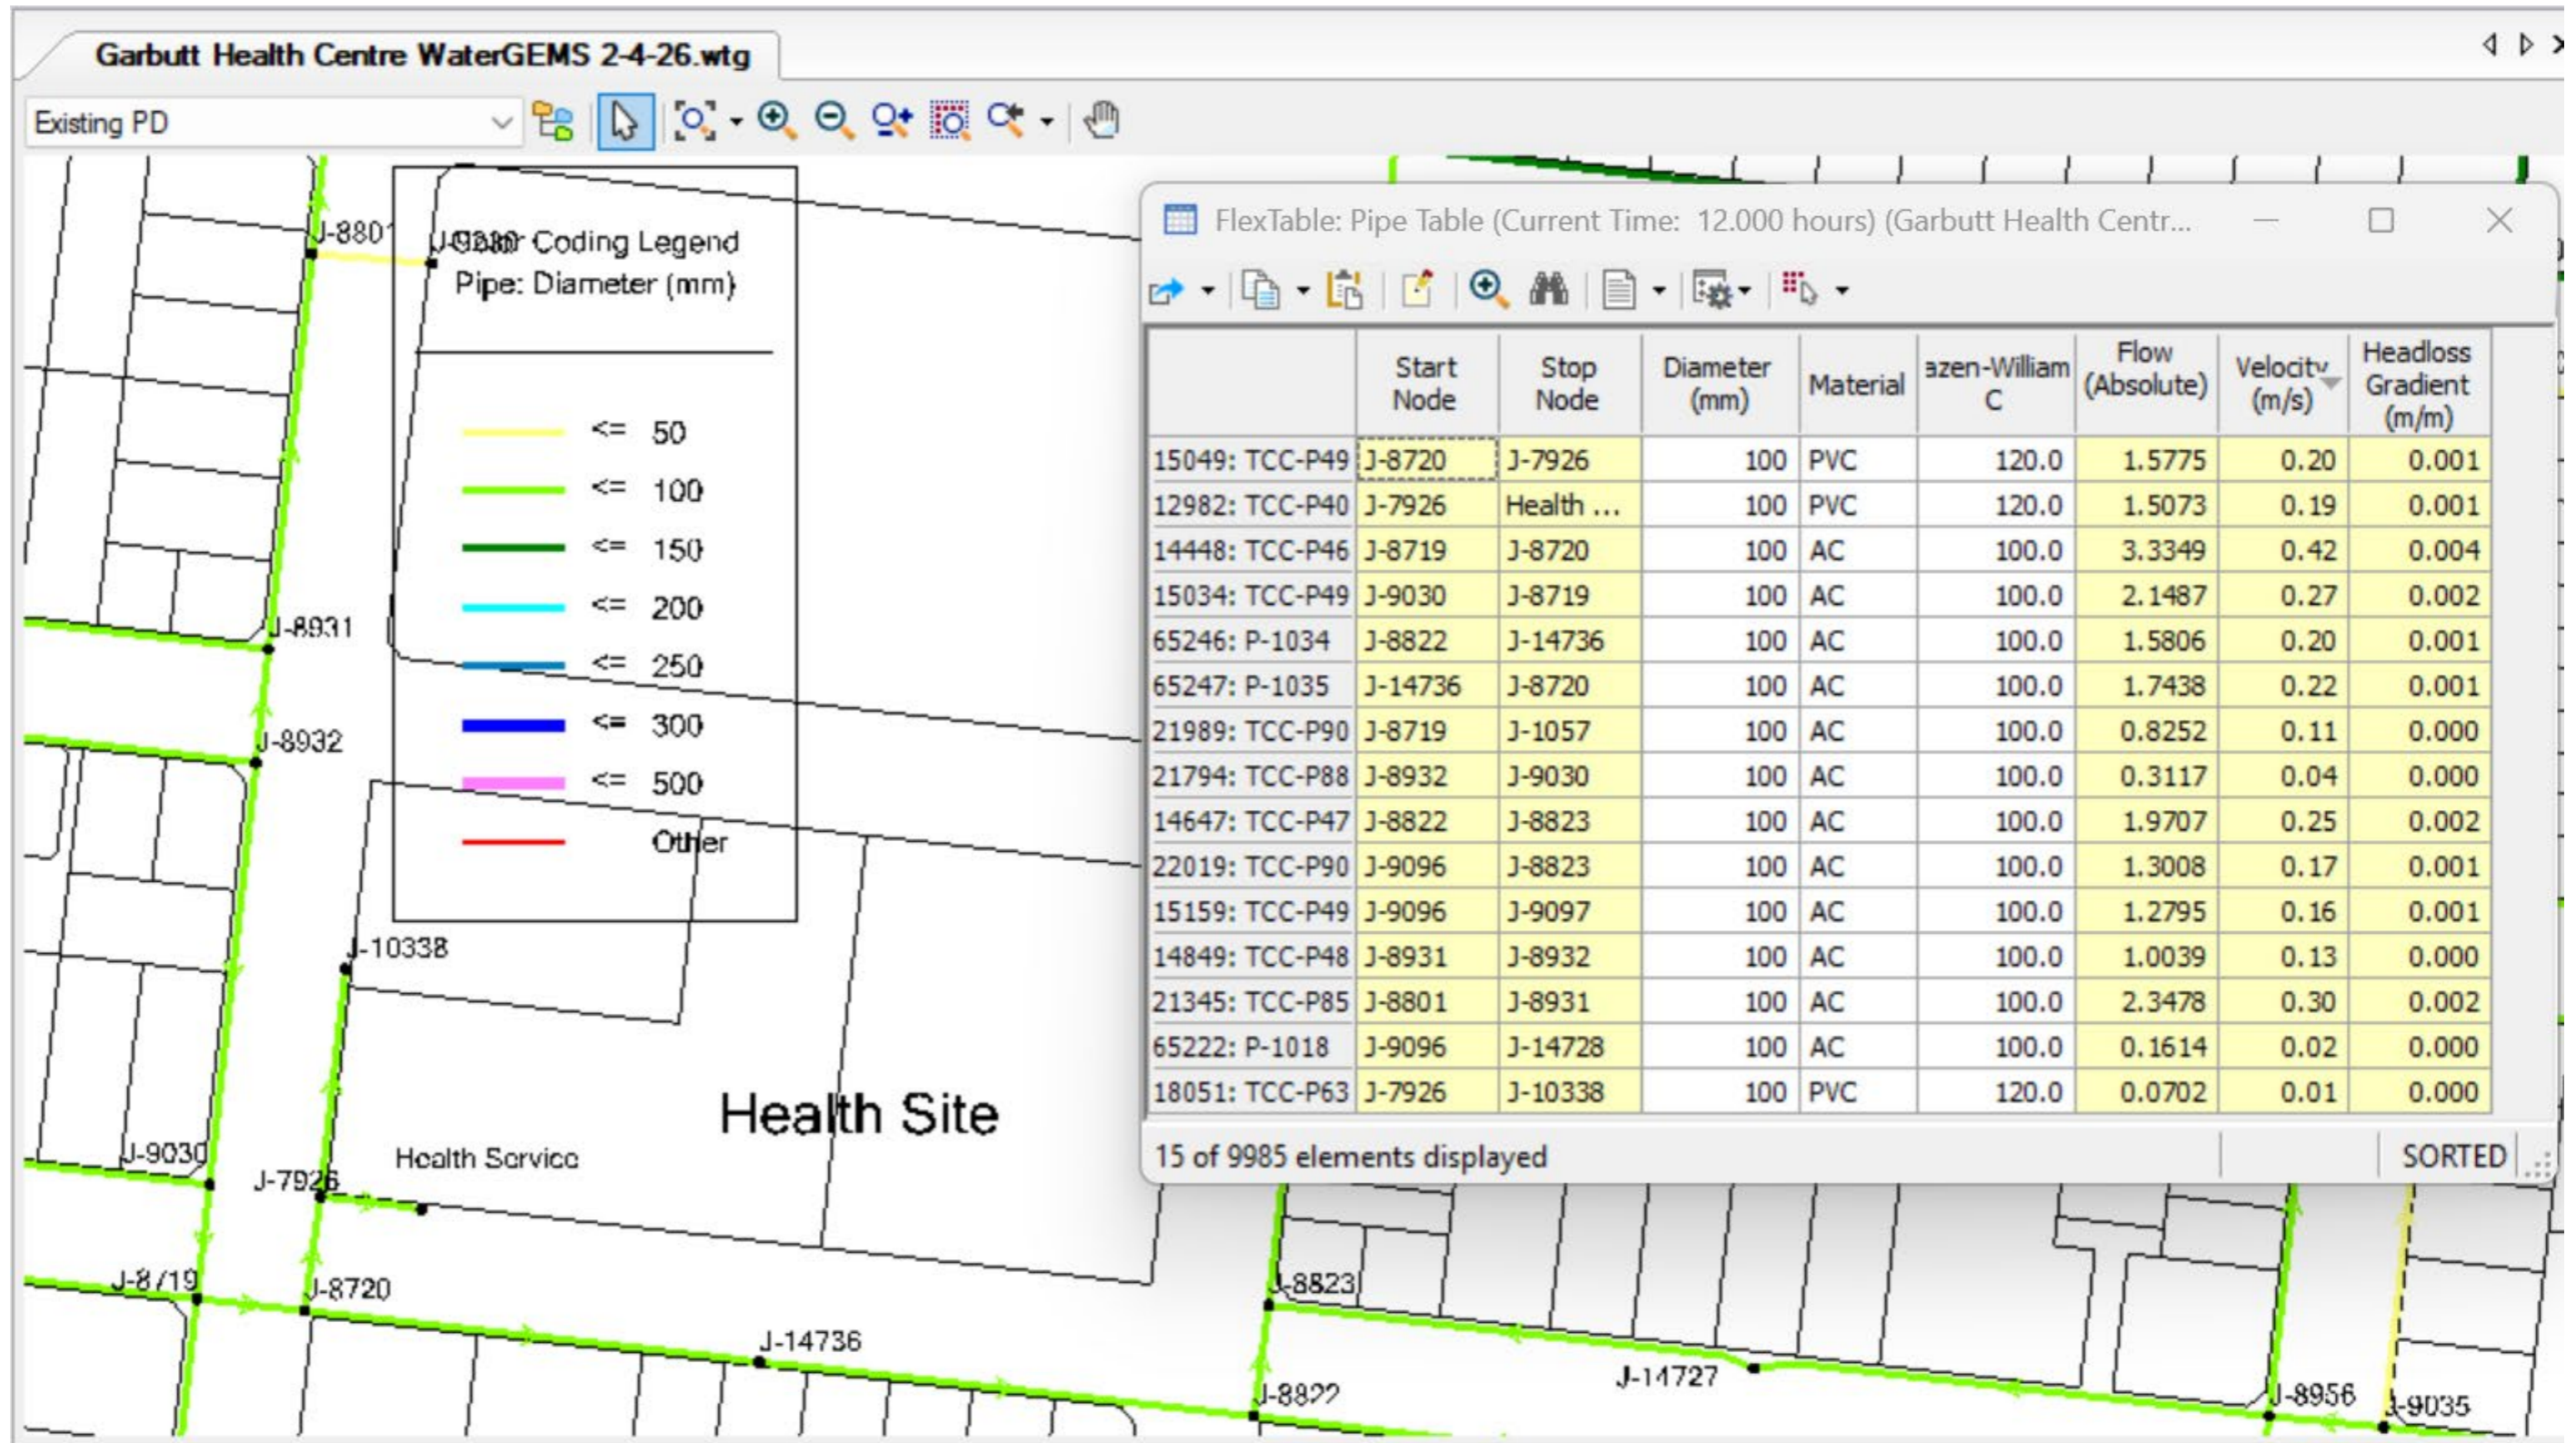 Garbutt Health Centre WaterGEMS 2-4-26.wtg
Existing PD
Color Coding Legend
Pipe: Diameter (mm)
<= 50
<= 100
<= 150
<= 200
<= 250
<= 300
<= 500
Other
J-8801
J-8931
J-8932
J-10338
J-9030
J-7926
Health Service
Health Site
J-8719
J-8720
J-14736
J-8822
J-8823
J-14727
J-8956
J-9035
FlexTable: Pipe Table (Current Time: 12.000 hours) (Garbutt Health Centr...
Start Node Stop Node Diameter (mm) Material azen-William C Flow (Absolute) Velocity (m/s) Headloss Gradient (m/m)
15049: TCC-P49 J-8720 J-7926 100 PVC 120.0 1.5775 0.20 0.001
12982: TCC-P40 J-7926 Health ... 100 PVC 120.0 1.5073 0.19 0.001
14448: TCC-P46 J-8719 J-8720 100 AC 100.0 3.3349 0.42 0.004
15034: TCC-P49 J-9030 J-8719 100 AC 100.0 2.1487 0.27 0.002
65246: P-1034 J-8822 J-14736 100 AC 100.0 1.5806 0.20 0.001
65247: P-1035 J-14736 J-8720 100 AC 100.0 1.7438 0.22 0.001
21989: TCC-P90 J-8719 J-1057 100 AC 100.0 0.8252 0.11 0.000
21794: TCC-P88 J-8932 J-9030 100 AC 100.0 0.3117 0.04 0.000
14647: TCC-P47 J-8822 J-8823 100 AC 100.0 1.9707 0.25 0.002
22019: TCC-P90 J-9096 J-8823 100 AC 100.0 1.3008 0.17 0.001
15159: TCC-P49 J-9096 J-9097 100 AC 100.0 1.2795 0.16 0.001
14849: TCC-P48 J-8931 J-8932 100 AC 100.0 1.0039 0.13 0.000
21345: TCC-P85 J-8801 J-8931 100 AC 100.0 2.3478 0.30 0.002
65222: P-1018 J-9096 J-14728 100 AC 100.0 0.1614 0.02 0.000
18051: TCC-P63 J-7926 J-10338 100 PVC 120.0 0.0702 0.01 0.000
15 of 9985 elements displayed
SORTED